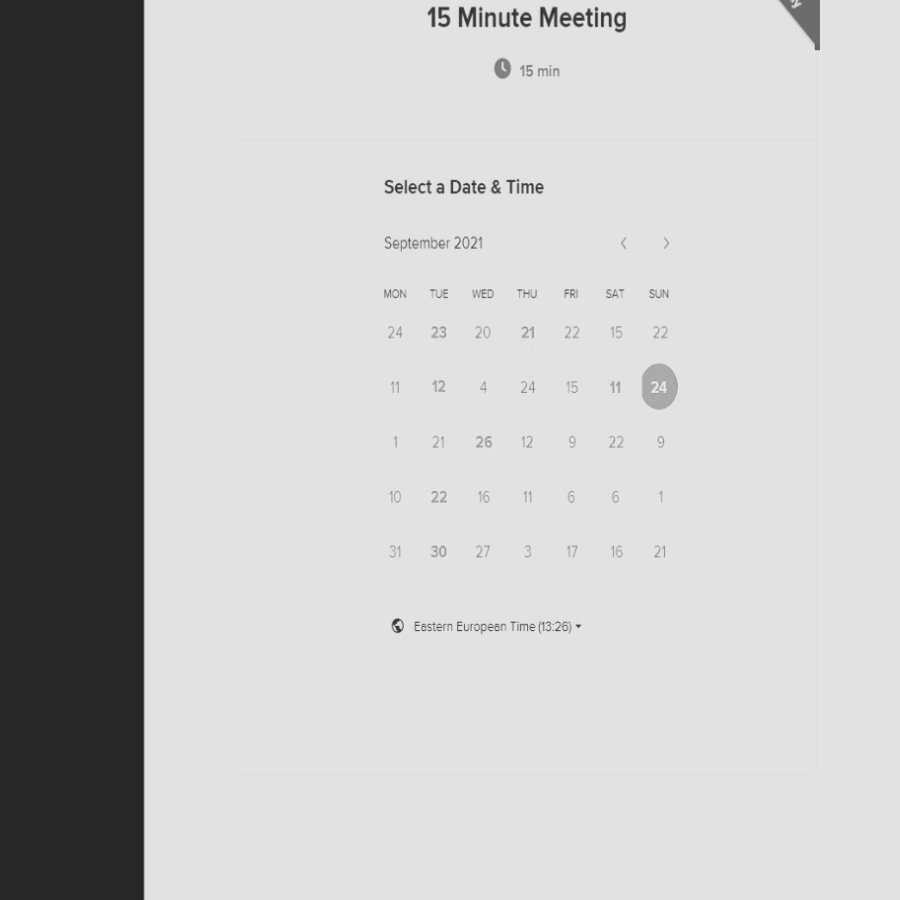 15 Minute Meeting
15 min
Select a Date & Time
September 2021
MON TUE WED THU FRI SAT SUN
24 23 20 21 22 15 22
11 12 4 24 15 11 24
1 21 26 12 9 22 9
10 22 16 11 6 6 1
31 30 27 3 17 16 21
Eastern European Time (13:26)